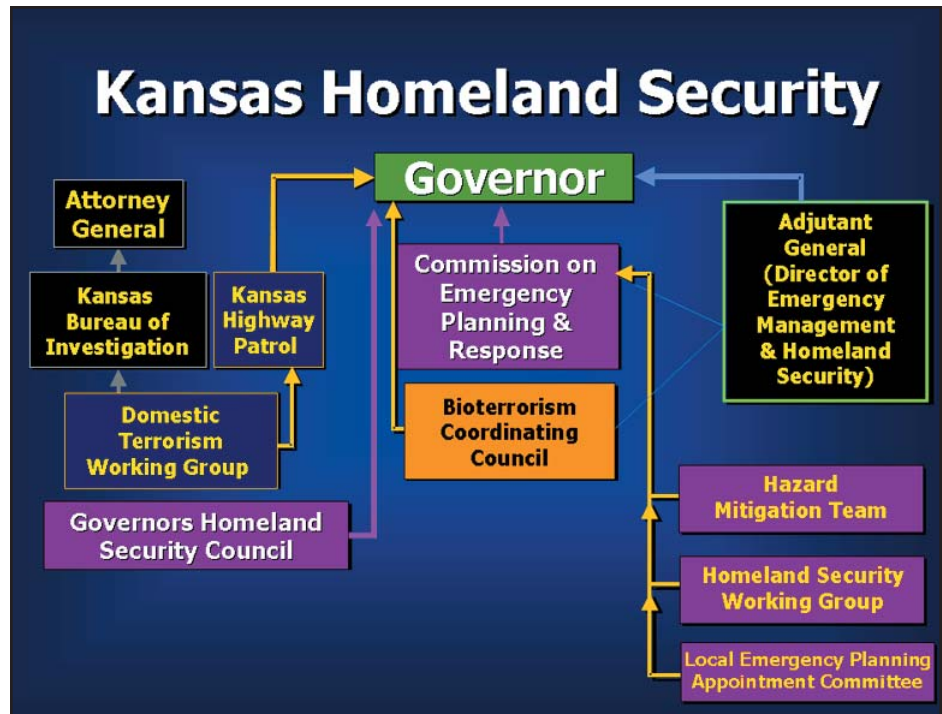 Kansas Homeland Security
Governor
Attorney
General
Kansas
Bureau of
Investigation
Kansas
Highway
Patrol
Domestic
Terrorism
Working Group
Governors Homeland
Security Council
Commission on
Emergency
Planning &
Response
Bioterrorism
Coordinating
Council
Adjutant
General
(Director of
Emergency
Management
& Homeland
Security)
Hazard
Mitigation Team
Homeland Security
Working Group
Local Emergency Planning
Appointment Committee